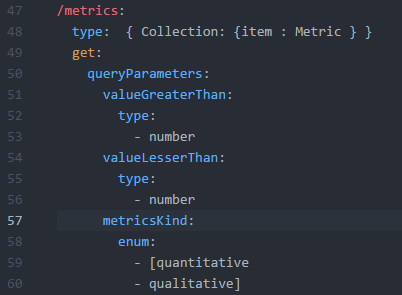 47 /metrics:
48   type:  { Collection: {item : Metric } }
49   get:
50     queryParameters:
51       valueGreaterThan:
52         type:
53           - number
54       valueLesserThan:
55         type:
56           - number
57       metricsKind:
58         enum:
59           - [quantitative
60           - qualitative]